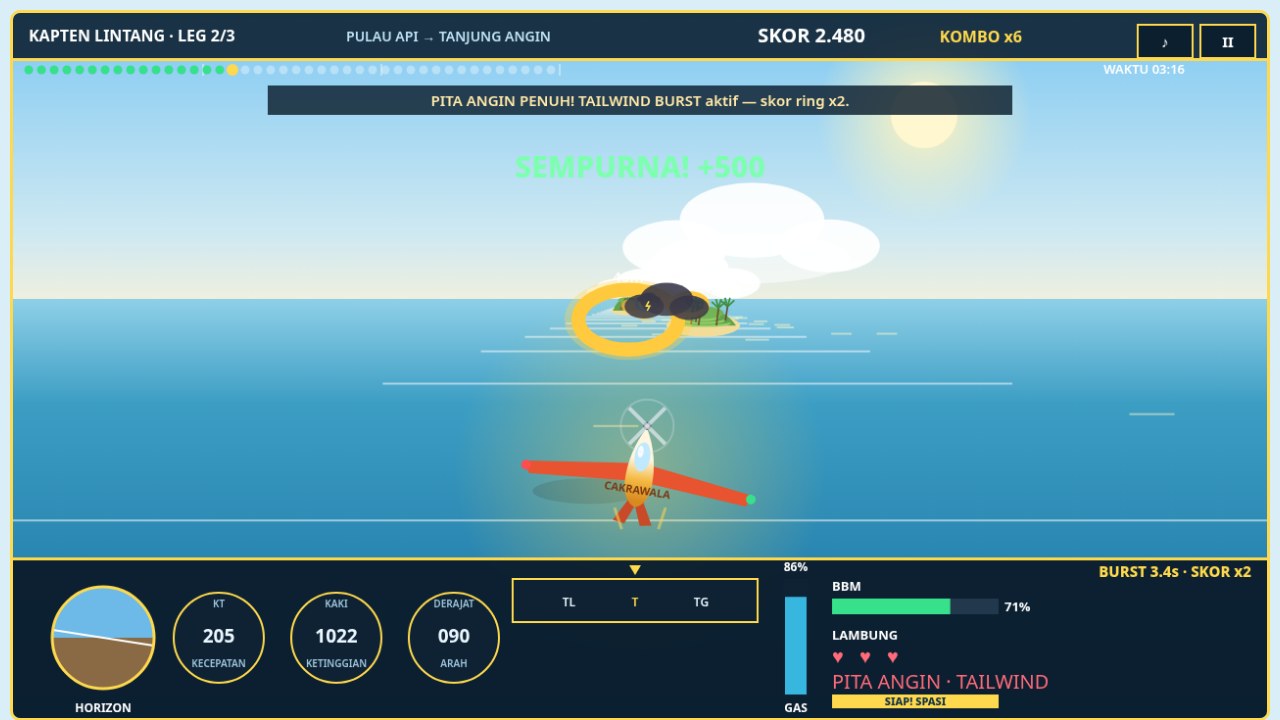 KAPTEN LINTANG · LEG 2/3
PULAU API → TANJUNG ANGIN
SKOR 2.480
KOMBO x6
♪
II
WAKTU 03:16
PITA ANGIN PENUH! TAILWIND BURST aktif — skor ring x2.
SEMPURNA! +500
CAKRAWALA
BURST 3.4s · SKOR x2
HORIZON
KT
205
KECEPATAN
KAKI
1022
KETINGGIAN
DERAJAT
090
ARAH
TL T TG
86%
GAS
BBM
71%
LAMBUNG
♥ ♥ ♥
PITA ANGIN · TAILWIND
SIAP! SPASI